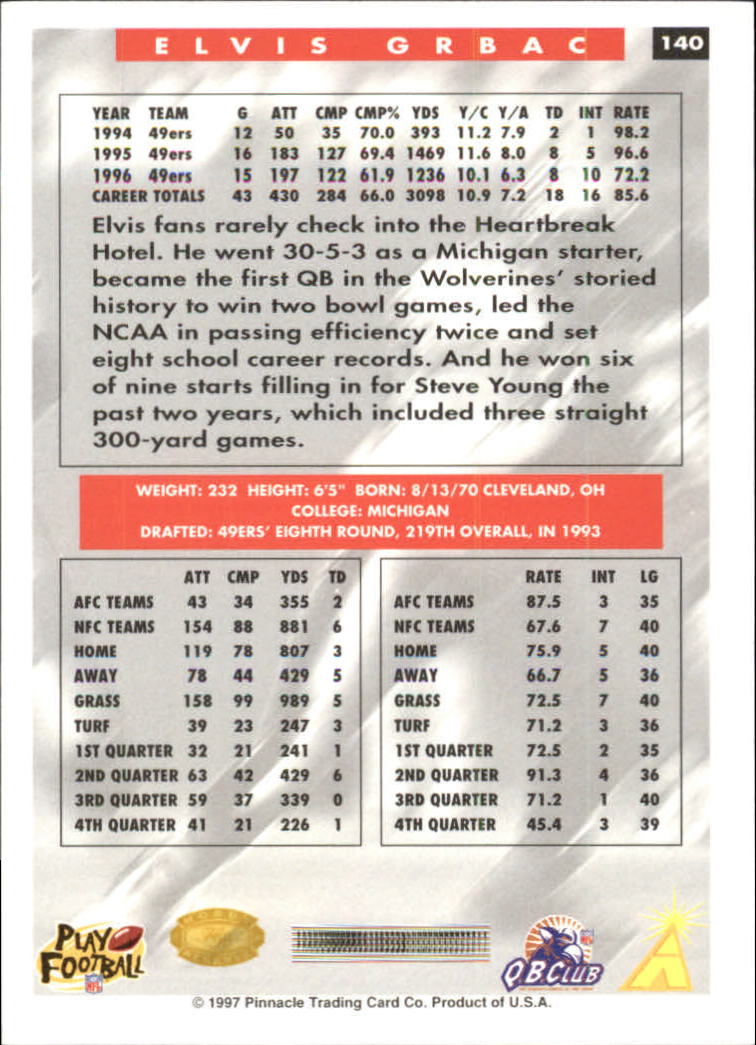 ELVIS GRBAC 140
YEAR TEAM G ATT CMP CMP% YDS Y/C Y/A TD INT RATE
1994 49ers 12 50 35 70.0 393 11.2 7.9 2 1 98.2
1995 49ers 16 183 127 69.4 1469 11.6 8.0 8 5 96.6
1996 49ers 15 197 122 61.9 1236 10.1 6.3 8 10 72.2
CAREER TOTALS 43 430 284 66.0 3098 10.9 7.2 18 16 85.6
Elvis fans rarely check into the Heartbreak
Hotel. He went 30-5-3 as a Michigan starter,
became the first QB in the Wolverines' storied
history to win two bowl games, led the
NCAA in passing efficiency twice and set
eight school career records. And he won six
of nine starts filling in for Steve Young the
past two years, which included three straight
300-yard games.
WEIGHT: 232 HEIGHT: 6'5" BORN: 8/13/70 CLEVELAND, OH
COLLEGE: MICHIGAN
DRAFTED: 49ERS' EIGHTH ROUND, 219TH OVERALL, IN 1993
ATT CMP YDS TD
AFC TEAMS 43 34 355 2
NFC TEAMS 154 88 881 6
HOME 119 78 807 3
AWAY 78 44 429 5
GRASS 158 99 989 5
TURF 39 23 247 3
1ST QUARTER 32 21 241 1
2ND QUARTER 63 42 429 6
3RD QUARTER 59 37 339 0
4TH QUARTER 41 21 226 1
RATE INT LG
AFC TEAMS 87.5 3 35
NFC TEAMS 67.6 7 40
HOME 75.9 5 40
AWAY 66.7 5 36
GRASS 72.5 7 40
TURF 71.2 3 36
1ST QUARTER 72.5 2 35
2ND QUARTER 91.3 4 36
3RD QUARTER 71.2 1 40
4TH QUARTER 45.4 3 39
PLAY
FOOTBALL
NFL
QB CLUB
© 1997 Pinnacle Trading Card Co. Product of U.S.A.